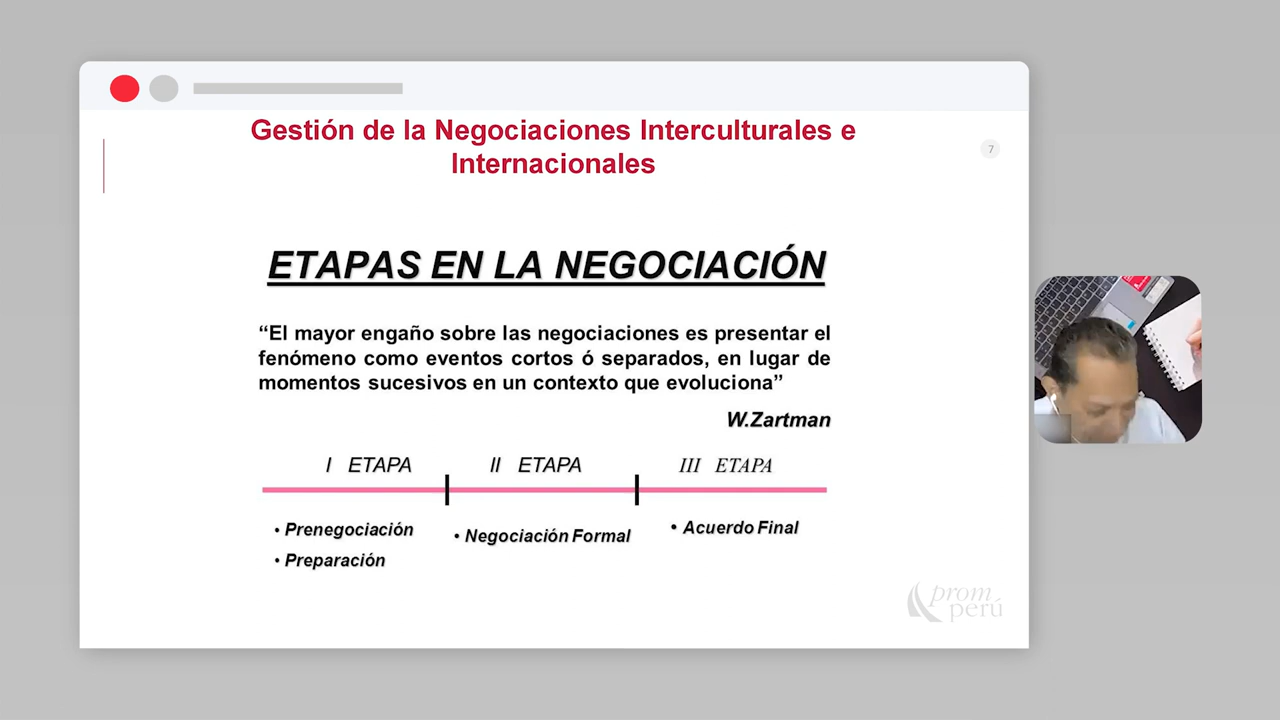 Gestión de la Negociaciones Interculturales e
Internacionales
7
ETAPAS EN LA NEGOCIACIÓN
“El mayor engaño sobre las negociaciones es presentar el
fenómeno como eventos cortos ó separados, en lugar de
momentos sucesivos en un contexto que evoluciona”
W.Zartman
I ETAPA
II ETAPA
III ETAPA
• Prenegociación
• Preparación
• Negociación Formal
• Acuerdo Final
prom
perú